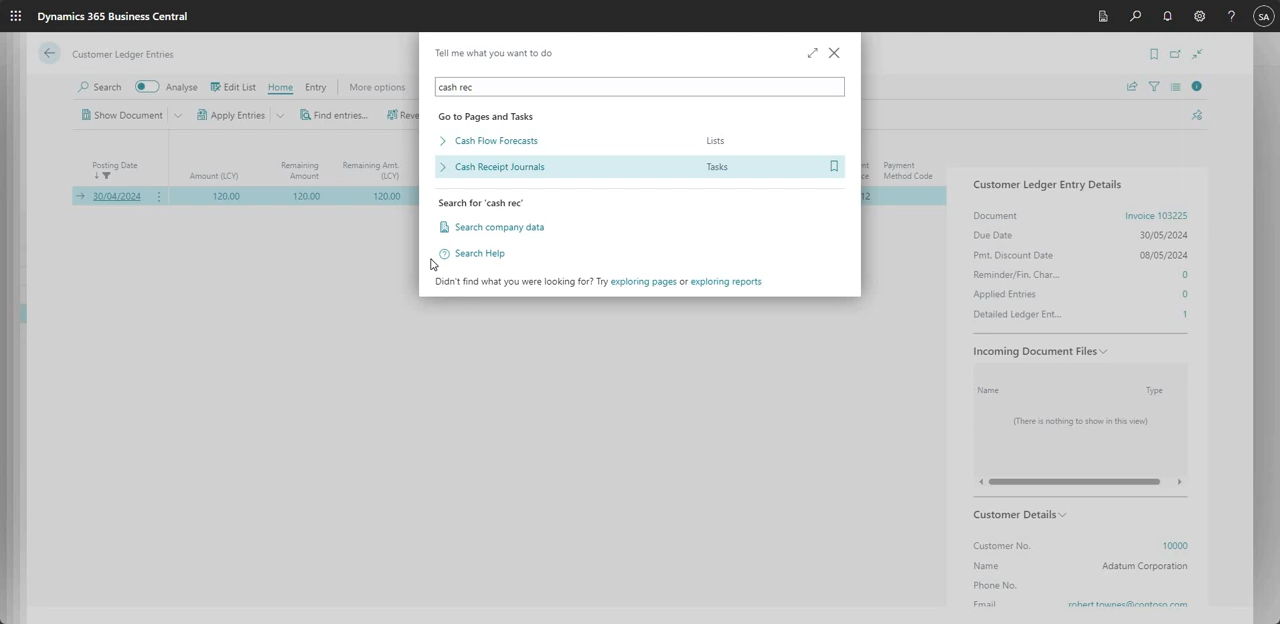 Dynamics 365 Business Central
SA
Customer Ledger Entries
Search Analyse Edit List Home Entry More options
Show Document Apply Entries Find entries... Reve
Posting Date
Amount (LCY)
Remaining Amount
Remaining Amt. (LCY)
Payment Method Code
30/04/2024 120.00 120.00 120.00 12
Tell me what you want to do
cash rec
Go to Pages and Tasks
Cash Flow Forecasts Lists
Cash Receipt Journals Tasks
Search for 'cash rec'
Search company data
Search Help
Didn't find what you were looking for? Try exploring pages or exploring reports
Customer Ledger Entry Details
Document Invoice 103225
Due Date 30/05/2024
Pmt. Discount Date 08/05/2024
Reminder/Fin. Char... 0
Applied Entries 0
Detailed Ledger Ent... 1
Incoming Document Files
Name Type
(There is nothing to show in this view)
Customer Details
Customer No. 10000
Name Adatum Corporation
Phone No.
Email robert.townes@contoso.com